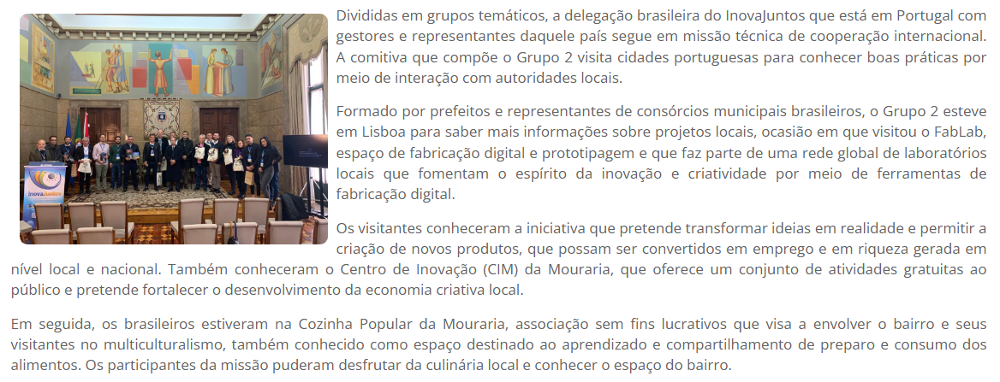 Divididas em grupos temáticos, a delegação brasileira do InovaJuntos que está em Portugal com
gestores e representantes daquele país segue em missão técnica de cooperação internacional.
A comitiva que compõe o Grupo 2 visita cidades portuguesas para conhecer boas práticas por
meio de interação com autoridades locais.
Formado por prefeitos e representantes de consórcios municipais brasileiros, o Grupo 2 esteve
em Lisboa para saber mais informações sobre projetos locais, ocasião em que visitou o FabLab,
espaço de fabricação digital e prototipagem e que faz parte de uma rede global de laboratórios
locais que fomentam o espírito da inovação e criatividade por meio de ferramentas de
fabricação digital.
InovaJuntos
Os visitantes conheceram a iniciativa que pretende transformar ideias em realidade e permitir a
criação de novos produtos, que possam ser convertidos em emprego e em riqueza gerada em
nível local e nacional. Também conheceram o Centro de Inovação (CIM) da Mouraria, que oferece um conjunto de atividades gratuitas ao
público e pretende fortalecer o desenvolvimento da economia criativa local.
Em seguida, os brasileiros estiveram na Cozinha Popular da Mouraria, associação sem fins lucrativos que visa a envolver o bairro e seus
visitantes no multiculturalismo, também conhecido como espaço destinado ao aprendizado e compartilhamento de preparo e consumo dos
alimentos. Os participantes da missão puderam desfrutar da culinária local e conhecer o espaço do bairro.